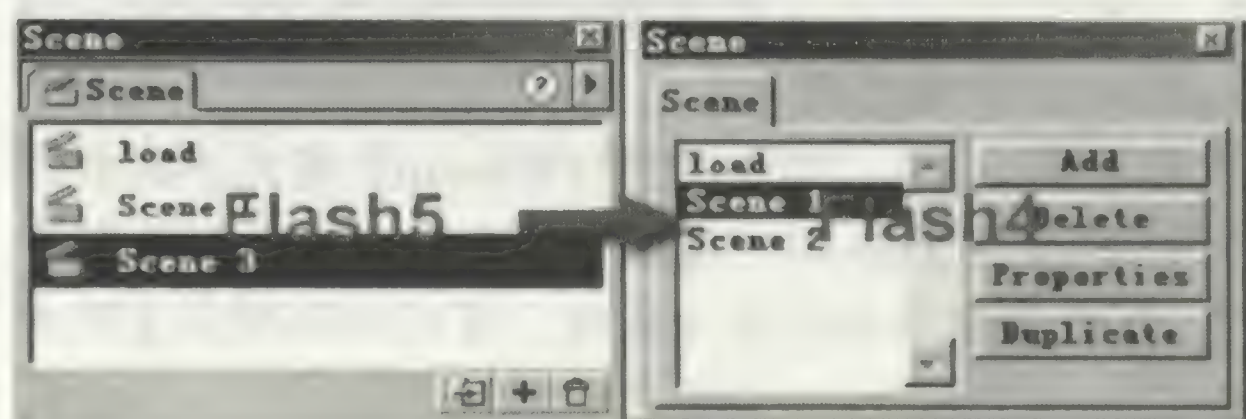 Scene
Scene
load
Scene
Scene 3
Flash5
Scene
Scene
load
Scene 1
Scene 2
Flash4
Add
Delete
Properties
Duplicate